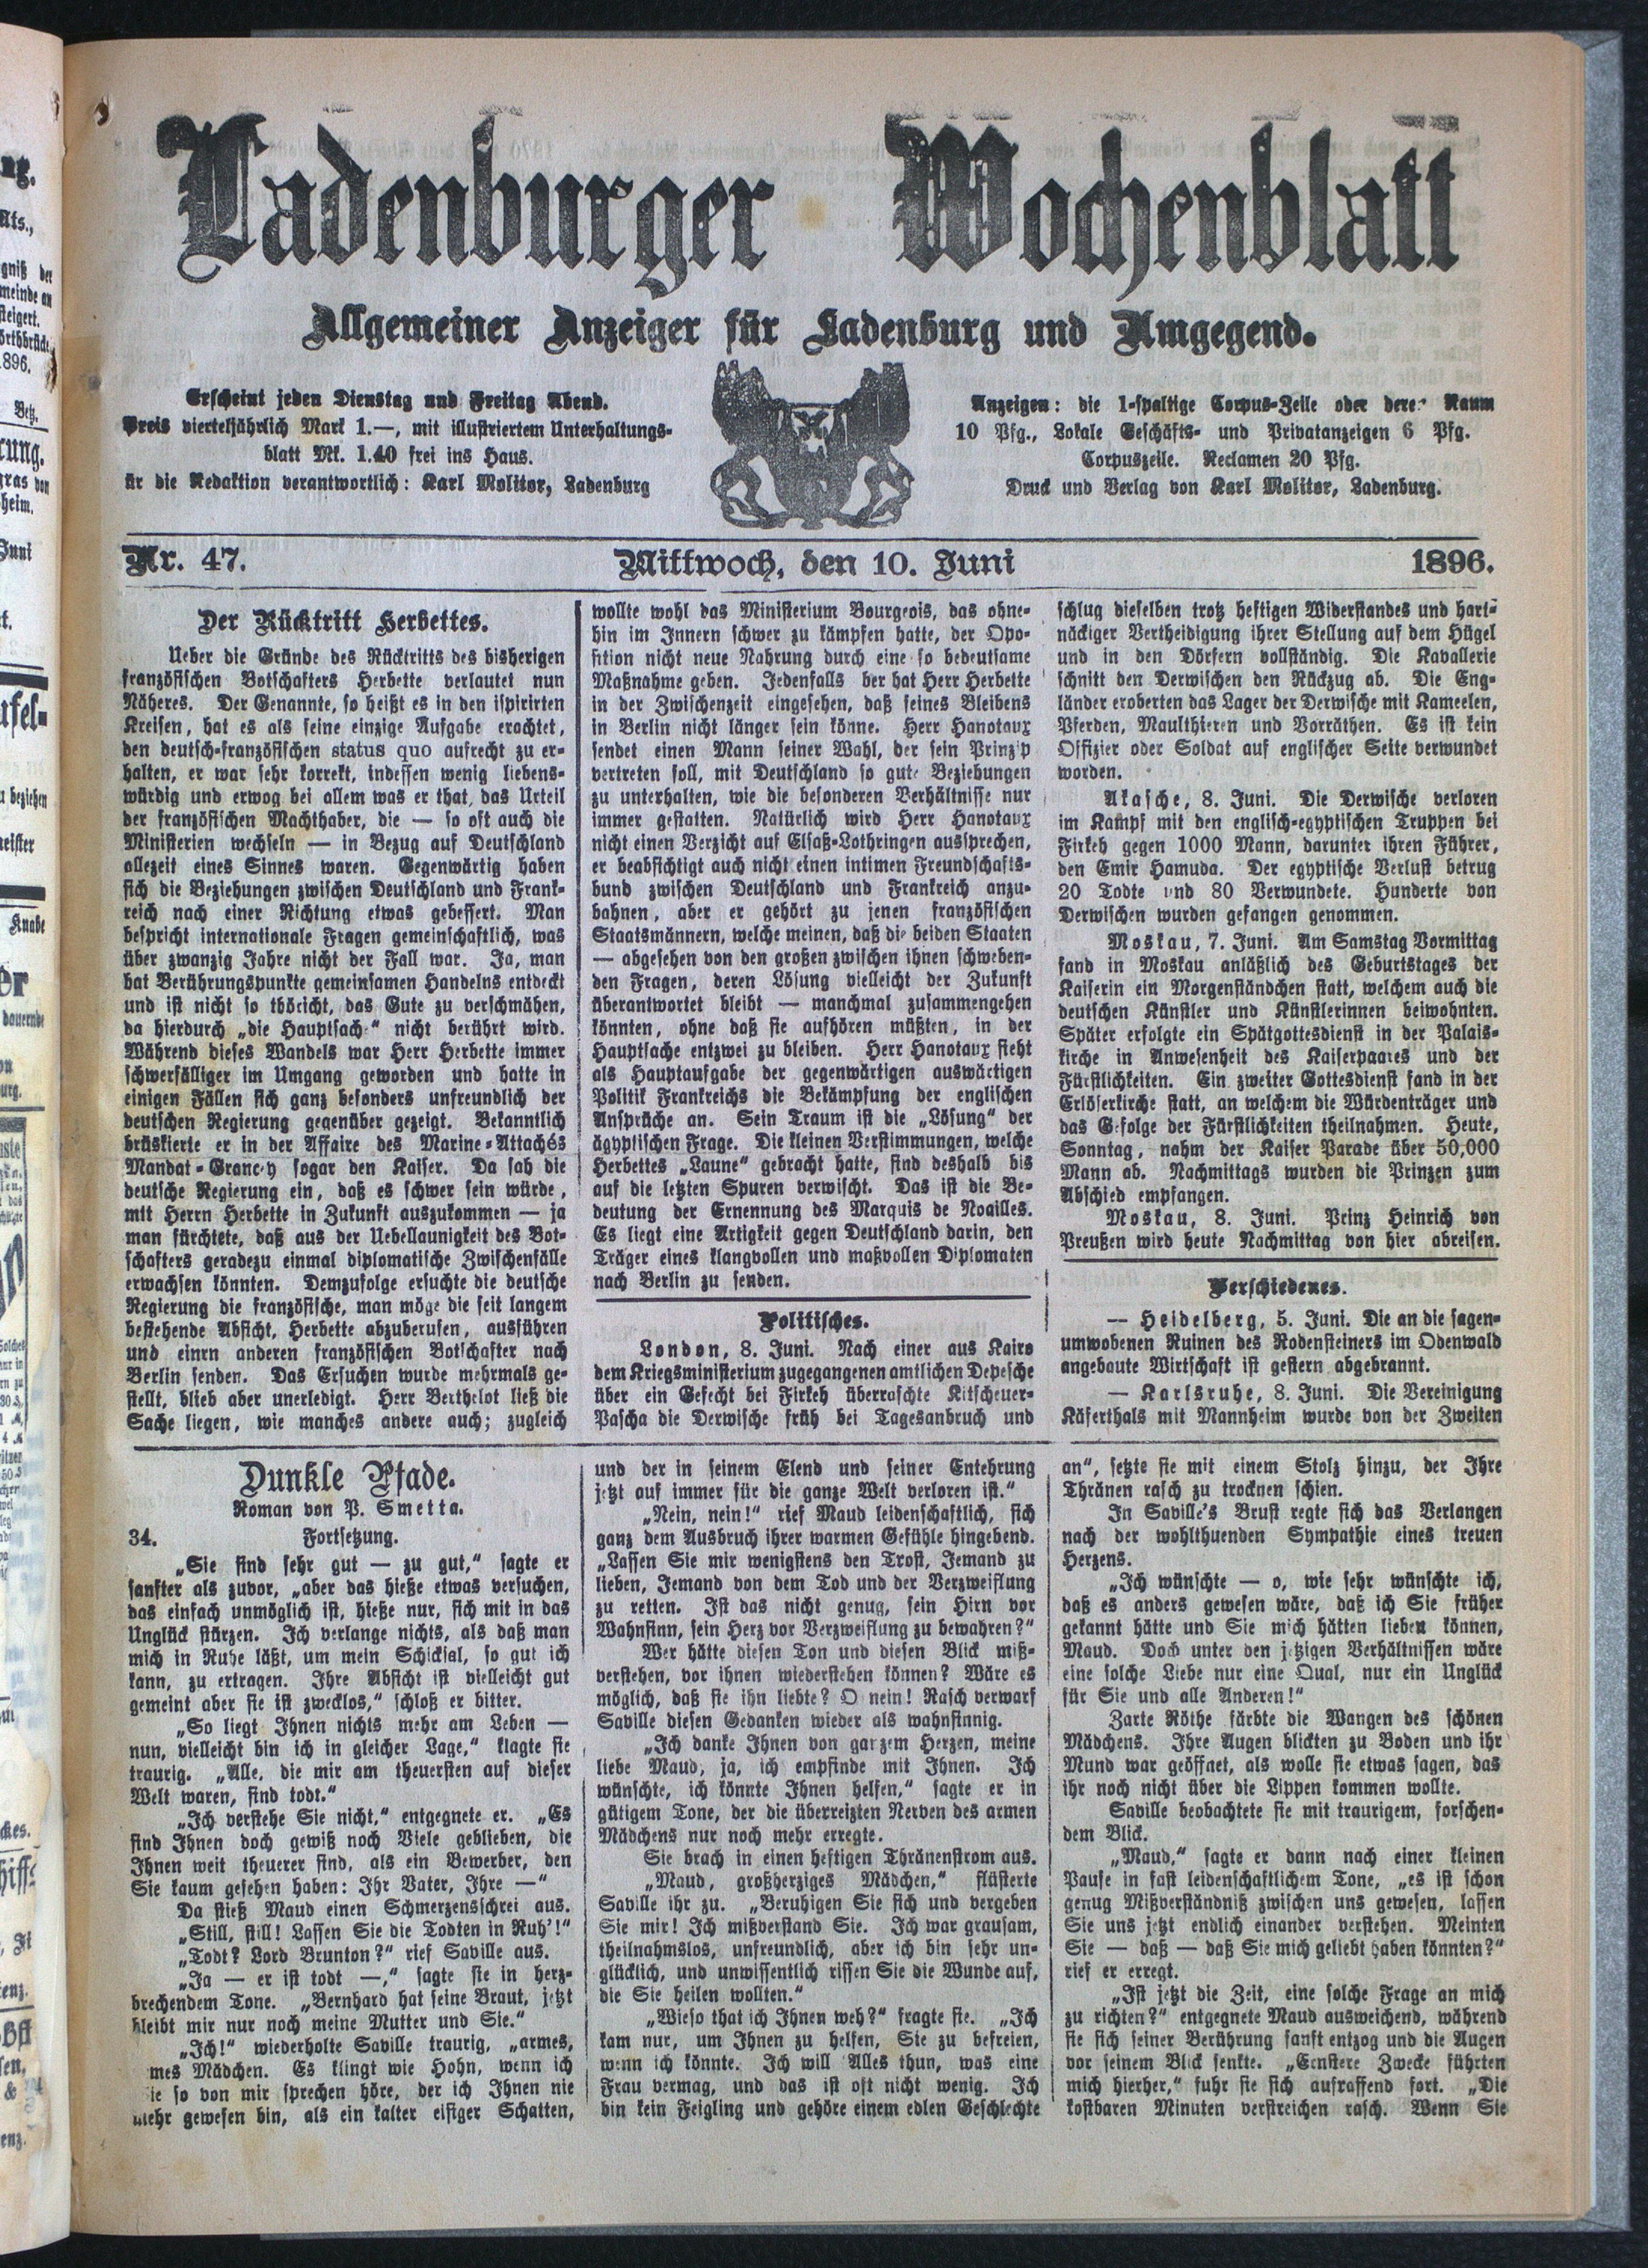 Ladenburger Wochenblatt
Allgemeiner Anzeiger für Ladenburg und Umgegend.
Erscheint jeden Dienstag und Freitag Abend.
Preis vierteljährlich Mark 1.—, mit illustriertem Unterhaltungs-
blatt Mk. 1.40 frei ins Haus.
ür die Redaktion verantwortlich: Karl Molitor, Ladenburg
Anzeigen: die 1-spaltige Corpus-Zeile oder dere Raum
10 Pfg., Lokale Geschäfts- und Privatanzeigen 6 Pfg.
Corpuszeile. Reclamen 20 Pfg.
Druck und Verlag von Karl Molitor, Ladenburg.
Nr. 47. Mittwoch, den 10. Juni 1896.
Der Rücktritt Herbettes.
Ueber die Gründe des Rücktritts des bisherigen
französischen Botschafters Herbette verlautet nun
Näheres. Der Genannte, so heißt es in den ispirirten
Kreisen, hat es als seine einzige Aufgabe erachtet,
den deutsch-französischen status quo aufrecht zu er-
halten, er war sehr korrekt, indessen wenig liebens-
würdig und erwog bei allem was er that, das Urteil
der französischen Machthaber, die — so oft auch die
Ministerien wechseln — in Bezug auf Deutschland
allezeit eines Sinnes waren. Gegenwärtig haben
sich die Beziehungen zwischen Deutschland und Frank-
reich nach einer Richtung etwas gebessert. Man
bespricht internationale Fragen gemeinschaftlich, was
über zwanzig Jahre nicht der Fall war. Ja, man
hat Berührungspunkte gemeinsamen Handelns entdeckt
und ist nicht so thöricht, das Gute zu verschmähen,
da hierdurch „die Hauptsache“ nicht berührt wird.
Während dieses Wandels war Herr Herbette immer
schwerfälliger im Umgang geworden und hatte in
einigen Fällen sich ganz besonders unfreundlich der
deutschen Regierung gegenüber gezeigt. Bekanntlich
brüskierte er in der Affaire des Marine-Attachés
Mandat-Grancey sogar den Kaiser. Da sah die
deutsche Regierung ein, daß es schwer sein würde,
mit Herrn Herbette in Zukunft auszukommen — ja
man fürchtete, daß aus der Uebellaunigkeit des Bot-
schafters geradezu einmal diplomatische Zwischenfälle
erwachsen könnten. Demzufolge ersuchte die deutsche
Regierung die französische, man möge die seit langem
bestehende Absicht, Herbette abzuberufen, ausführen
und einrn anderen französischen Botschafter nach
Berlin senden. Das Ersuchen wurde mehrmals ge-
stellt, blieb aber unerledigt. Herr Berthelot ließ die
Sache liegen, wie manches andere auch; zugleich
wollte wohl das Ministerium Bourgeois, das ohne-
hin im Innern schwer zu kämpfen hatte, der Opo-
sition nicht neue Nahrung durch eine so bedeutsame
Maßnahme geben. Jedenfalls ber hat Herr Herbette
in der Zwischenzeit eingesehen, daß seines Bleibens
in Berlin nicht länger sein könne. Herr Hanotaux
sendet einen Mann seiner Wahl, der sein Prinzip
vertreten soll, mit Deutschland so gute Beziehungen
zu unterhalten, wie die besonderen Verhältnisse nur
immer gestatten. Natürlich wird Herr Hanotaux
nicht einen Verzicht auf Elsaß-Lothringen aussprechen,
er beabsichtigt auch nicht einen intimen Freundschafts-
bund zwischen Deutschland und Frankreich anzu-
bahnen, aber er gehört zu jenen französischen
Staatsmännern, welche meinen, daß die beiden Staaten
— abgesehen von den großen zwischen ihnen schweben-
den Fragen, deren Lösung vielleicht der Zukunft
überantwortet bleibt — manchmal zusammengehen
könnten, ohne daß sie aufhören müßten, in der
Hauptsache entzwei zu bleiben. Herr Hanotaux sieht
als Hauptaufgabe der gegenwärtigen auswärtigen
Politik Frankreichs die Bekämpfung der englischen
Ansprüche an. Sein Traum ist die „Lösung“ der
ägyptischen Frage. Die kleinen Verstimmungen, welche
Herbettes „Laune“ gebracht hatte, sind deshalb bis
auf die letzten Spuren verwischt. Das ist die Be-
deutung der Ernennung des Marquis de Noailles.
Es liegt eine Artigkeit gegen Deutschland darin, den
Träger eines klangvollen und maßvollen Diplomaten
nach Berlin zu senden.
Politisches.
London, 8. Juni. Nach einer aus Kairo
dem Kriegsministerium zugegangenen amtlichen Depesche
über ein Gefecht bei Firkeh überraschte Kitscheuer-
Pascha die Derwische früh bei Tagesanbruch und
schlug dieselben trotz heftigen Widerstandes und hart-
näckiger Vertheidigung ihrer Stellung auf dem Hügel
und in den Dörfern vollständig. Die Kavallerie
schnitt den Derwischen den Rückzug ab. Die Eng-
länder eroberten das Lager der Derwische mit Kameelen,
Pferden, Maulthieren und Vorräthen. Es ist kein
Offizier oder Soldat auf englischer Seite verwundet
worden.
Akasche, 8. Juni. Die Derwische verloren
im Kampf mit den englisch-egyptischen Truppen bei
Firkeh gegen 1000 Mann, darunter ihren Führer,
den Emir Hamuda. Der egyptische Verlust betrug
20 Todte und 80 Verwundete. Hunderte von
Derwischen wurden gefangen genommen.
Moskau, 7. Juni. Am Samstag Vormittag
fand in Moskau anläßlich des Geburtstages der
Kaiserin ein Morgenständchen statt, welchem auch die
deutschen Künstler und Künstlerinnen beiwohnten.
Später erfolgte ein Spätgottesdienst in der Palais-
kirche in Anwesenheit des Kaiserpaares und der
Fürstlichkeiten. Ein zweiter Gottesdienst fand in der
Erlöserkirche statt, an welchem die Würdenträger und
das Gefolge der Fürstlichkeiten theilnahmen. Heute,
Sonntag, nahm der Kaiser Parade über 50,000
Mann ab. Nachmittags wurden die Prinzen zum
Abschied empfangen.
Moskau, 8. Juni. Prinz Heinrich von
Preußen wird heute Nachmittag von hier abreisen.
Verschiedenes.
— Heidelberg, 5. Juni. Die an die sagen-
umwobenen Ruinen des Rodensteiners im Odenwald
angebaute Wirtschaft ist gestern abgebrannt.
— Karlsruhe, 8. Juni. Die Vereinigung
Käferthals mit Mannheim wurde von der Zweiten
Dunkle Pfade.
Roman von P. Smetta.
34. Fortsetzung.
„Sie sind sehr gut — zu gut,“ sagte er
sanfter als zuvor, „aber das hieße etwas versuchen,
das einfach unmöglich ist, hieße nur, sich mit in das
Unglück stürzen. Ich verlange nichts, als daß man
mich in Ruhe läßt, um mein Schicksal, so gut ich
kann, zu ertragen. Ihre Absicht ist vielleicht gut
gemeint aber sie ist zwecklos,“ schloß er bitter.
„So liegt Ihnen nichts mehr am Leben —
nun, vielleicht bin ich in gleicher Lage,“ klagte sie
traurig. „Alle, die mir am theuersten auf dieser
Welt waren, sind todt.“
„Ich verstehe Sie nicht,“ entgegnete er. „Es
sind Ihnen doch gewiß noch Viele geblieben, die
Ihnen weit theuerer sind, als ein Bewerber, den
Sie kaum gesehen haben: Ihr Vater, Ihre —“
Da stieß Maud einen Schmerzensschrei aus.
„Still, still! Lassen Sie die Todten in Ruh’!“
„Todt? Lord Brunton?“ rief Saville aus.
„Ja — er ist todt —,“ sagte sie in herz-
brechendem Tone. „Bernhard hat seine Braut, jetzt
bleibt mir nur noch meine Mutter und Sie.“
„Ich!“ wiederholte Saville traurig, „armes,
mes Mädchen. Es klingt wie Hohn, wenn ich
ie so von mir sprechen höre, der ich Ihnen nie
mehr gewesen bin, als ein kalter eisiger Schatten,
und der in seinem Elend und seiner Entehrung
jetzt auf immer für die ganze Welt verloren ist.“
„Nein, nein!“ rief Maud leidenschaftlich, sich
ganz dem Ausbruch ihrer warmen Gefühle hingebend.
„Lassen Sie mir wenigstens den Trost, Jemand zu
lieben, Jemand von dem Tod und der Verzweiflung
zu retten. Ist das nicht genug, sein Hirn vor
Wahnsinn, sein Herz vor Verzweiflung zu bewahren?“
Wer hätte diesen Ton und diesen Blick miß-
verstehen, vor ihnen wiederstehen können? Wäre es
möglich, daß sie ihn liebte? O nein! Rasch verwarf
Saville diesen Gedanken wieder als wahnsinnig.
„Ich danke Ihnen von ganzem Herzen, meine
liebe Maud, ja, ich empfinde mit Ihnen. Ich
wünschte, ich könnte Ihnen helfen,“ sagte er in
gütigem Tone, der die überreizten Nerven des armen
Mädchens nur noch mehr erregte.
Sie brach in einen heftigen Thränenstrom aus.
„Maud, großherziges Mädchen,“ flüsterte
Saville ihr zu. „Beruhigen Sie sich und vergeben
Sie mir! Ich mißverstand Sie. Ich war grausam,
theilnahmslos, unfreundlich, aber ich bin sehr un-
glücklich, und unwissentlich rissen Sie die Wunde auf,
die Sie heilen wollten.“
„Wieso that ich Ihnen weh?“ fragte sie. „Ich
kam nur, um Ihnen zu helfen, Sie zu befreien,
wenn ich könnte. Ich will Alles thun, was eine
Frau vermag, und das ist oft nicht wenig. Ich
bin kein Feigling und gehöre einem edlen Geschlechte
an“, setzte sie mit einem Stolz hinzu, der Ihre
Thränen rasch zu trocknen schien.
In Saville’s Brust regte sich das Verlangen
nach der wohlthuenden Sympathie eines treuen
Herzens.
„Ich wünschte — o, wie sehr wünschte ich,
daß es anders gewesen wäre, daß ich Sie früher
gekannt hätte und Sie mich hätten lieben können,
Maud. Doch unter den jetzigen Verhältnissen wäre
eine solche Liebe nur eine Qual, nur ein Unglück
für Sie und alle Anderen!“
Zarte Röthe färbte die Wangen des schönen
Mädchens. Ihre Augen blickten zu Boden und ihr
Mund war geöffnet, als wolle sie etwas sagen, das
ihr noch nicht über die Lippen kommen wollte.
Saville beobachtete sie mit traurigem, forschen-
dem Blick.
„Maud,“ sagte er dann nach einer kleinen
Pause in fast leidenschaftlichem Tone, „es ist schon
genug Mißverständniß zwischen uns gewesen, lassen
Sie uns jetzt endlich einander verstehen. Meinten
Sie — daß — daß Sie mich geliebt haben könnten?“
rief er erregt.
„Ist jetzt die Zeit, eine solche Frage an mich
zu richten?“ entgegnete Maud ausweichend, während
sie sich seiner Berührung sanft entzog und die Augen
vor seinem Blick senkte. „Ernstere Zwecke führten
mich hierher,“ fuhr sie sich aufraffend fort. „Die
kostbaren Minuten verstreichen rasch. Wenn Sie